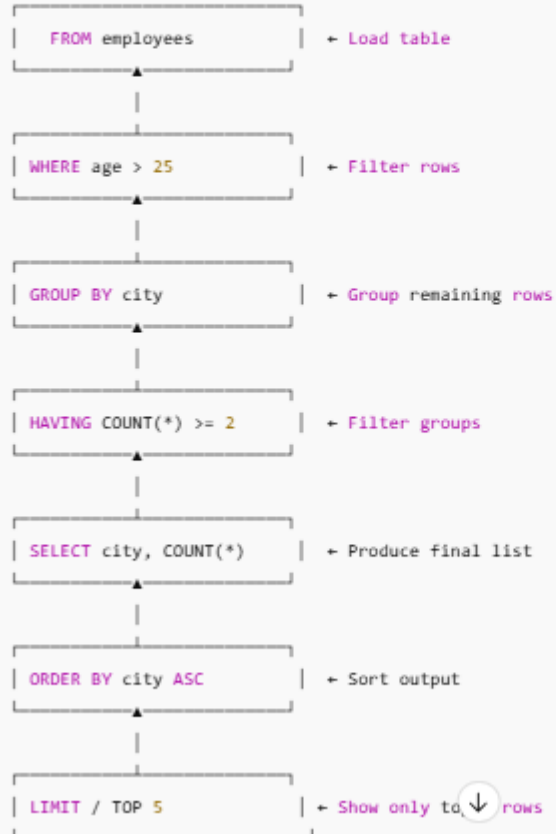 FROM employees ← Load table
WHERE age > 25 ← Filter rows
GROUP BY city ← Group remaining rows
HAVING COUNT(*) >= 2 ← Filter groups
SELECT city, COUNT(*) ← Produce final list
ORDER BY city ASC ← Sort output
LIMIT / TOP 5 ← Show only rows